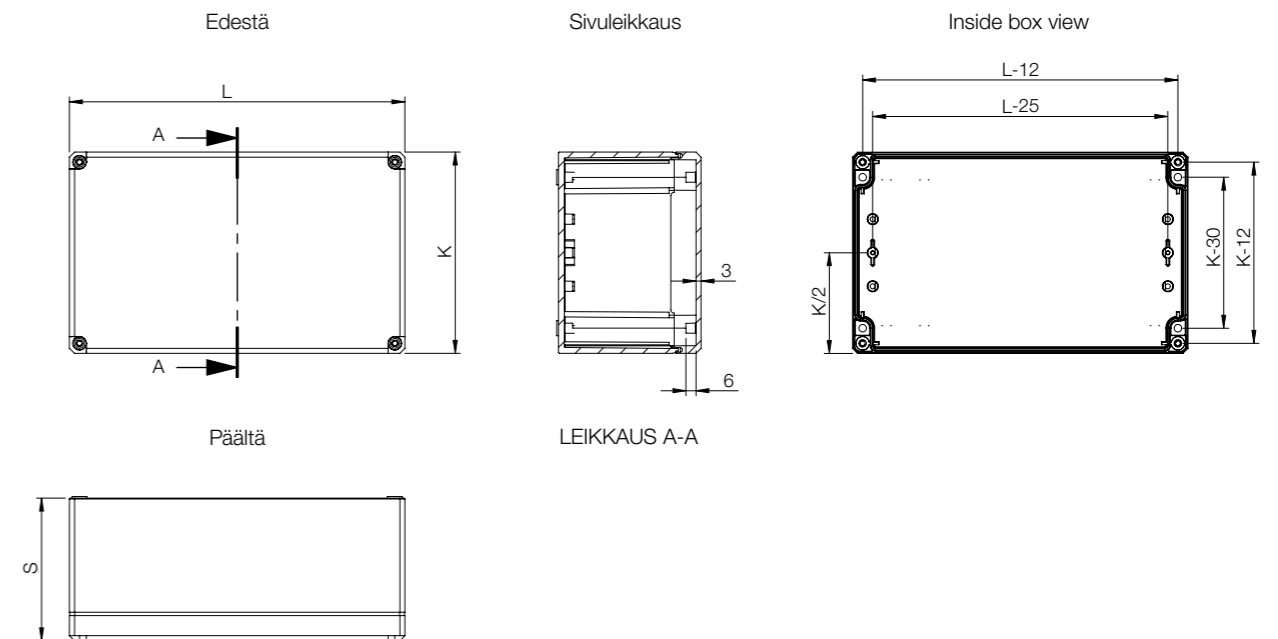 Edestä
Sivuleikkaus
Inside box view
L
L-12
L-25
A
A
K
3
6
K/2
K-30
K-12
Päältä
LEIKKAUS A-A
S